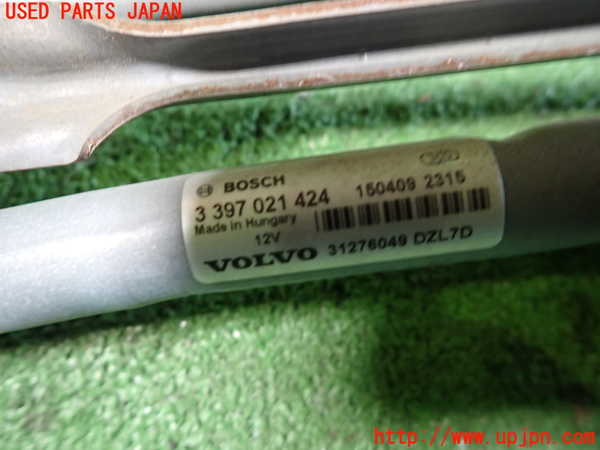 USED PARTS JAPAN
BOSCH
3 397 021 424
Made in Hungary
12V
150409 2315
VOLVO 31276049 DZL7D
http://www.upjpn.com